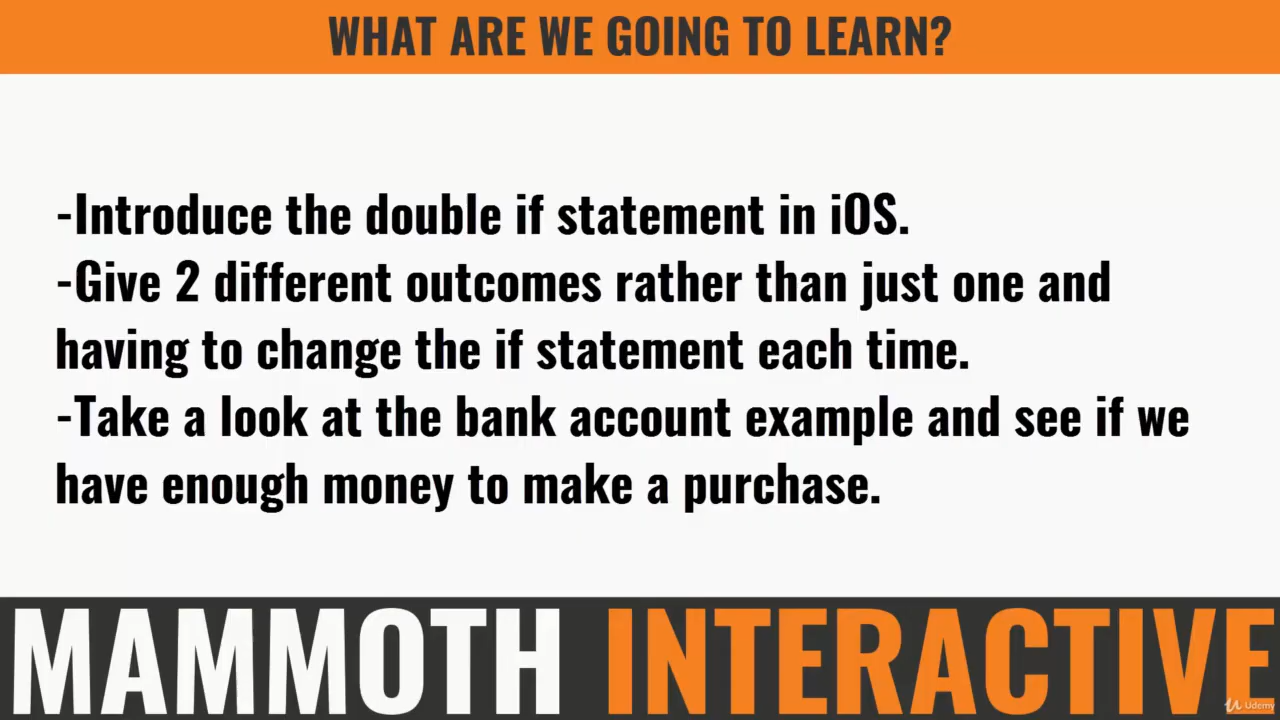 WHAT ARE WE GOING TO LEARN?
-Introduce the double if statement in iOS.
-Give 2 different outcomes rather than just one and
having to change the if statement each time.
-Take a look at the bank account example and see if we
have enough money to make a purchase.
MAMMOTH INTERACTIVE
Udemy